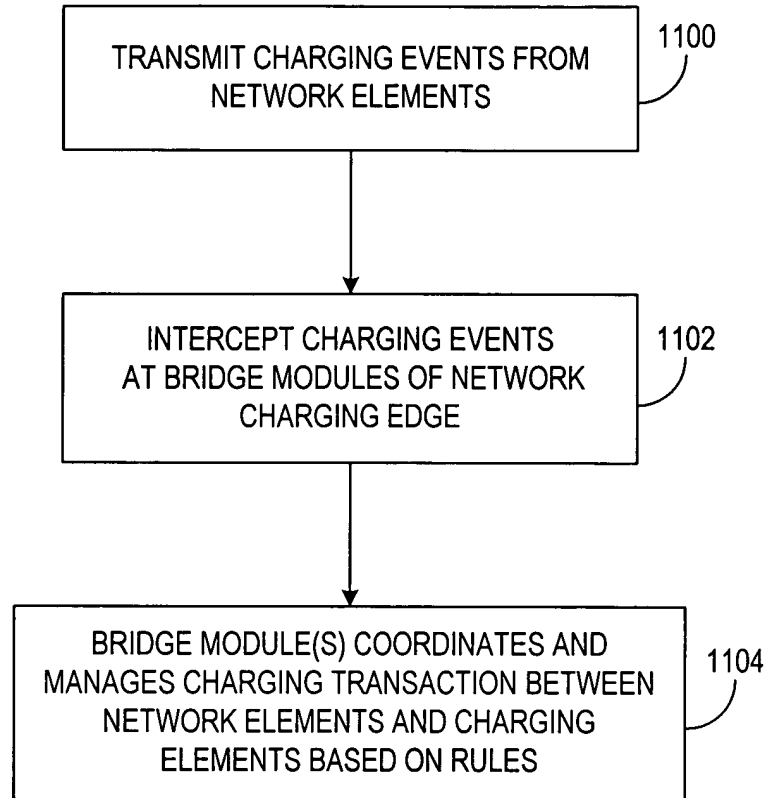 TRANSMIT CHARGING EVENTS FROM
NETWORK ELEMENTS
1100
INTERCEPT CHARGING EVENTS
AT BRIDGE MODULES OF NETWORK
CHARGING EDGE
1102
BRIDGE MODULE(S) COORDINATES AND
MANAGES CHARGING TRANSACTION BETWEEN
NETWORK ELEMENTS AND CHARGING
ELEMENTS BASED ON RULES
1104